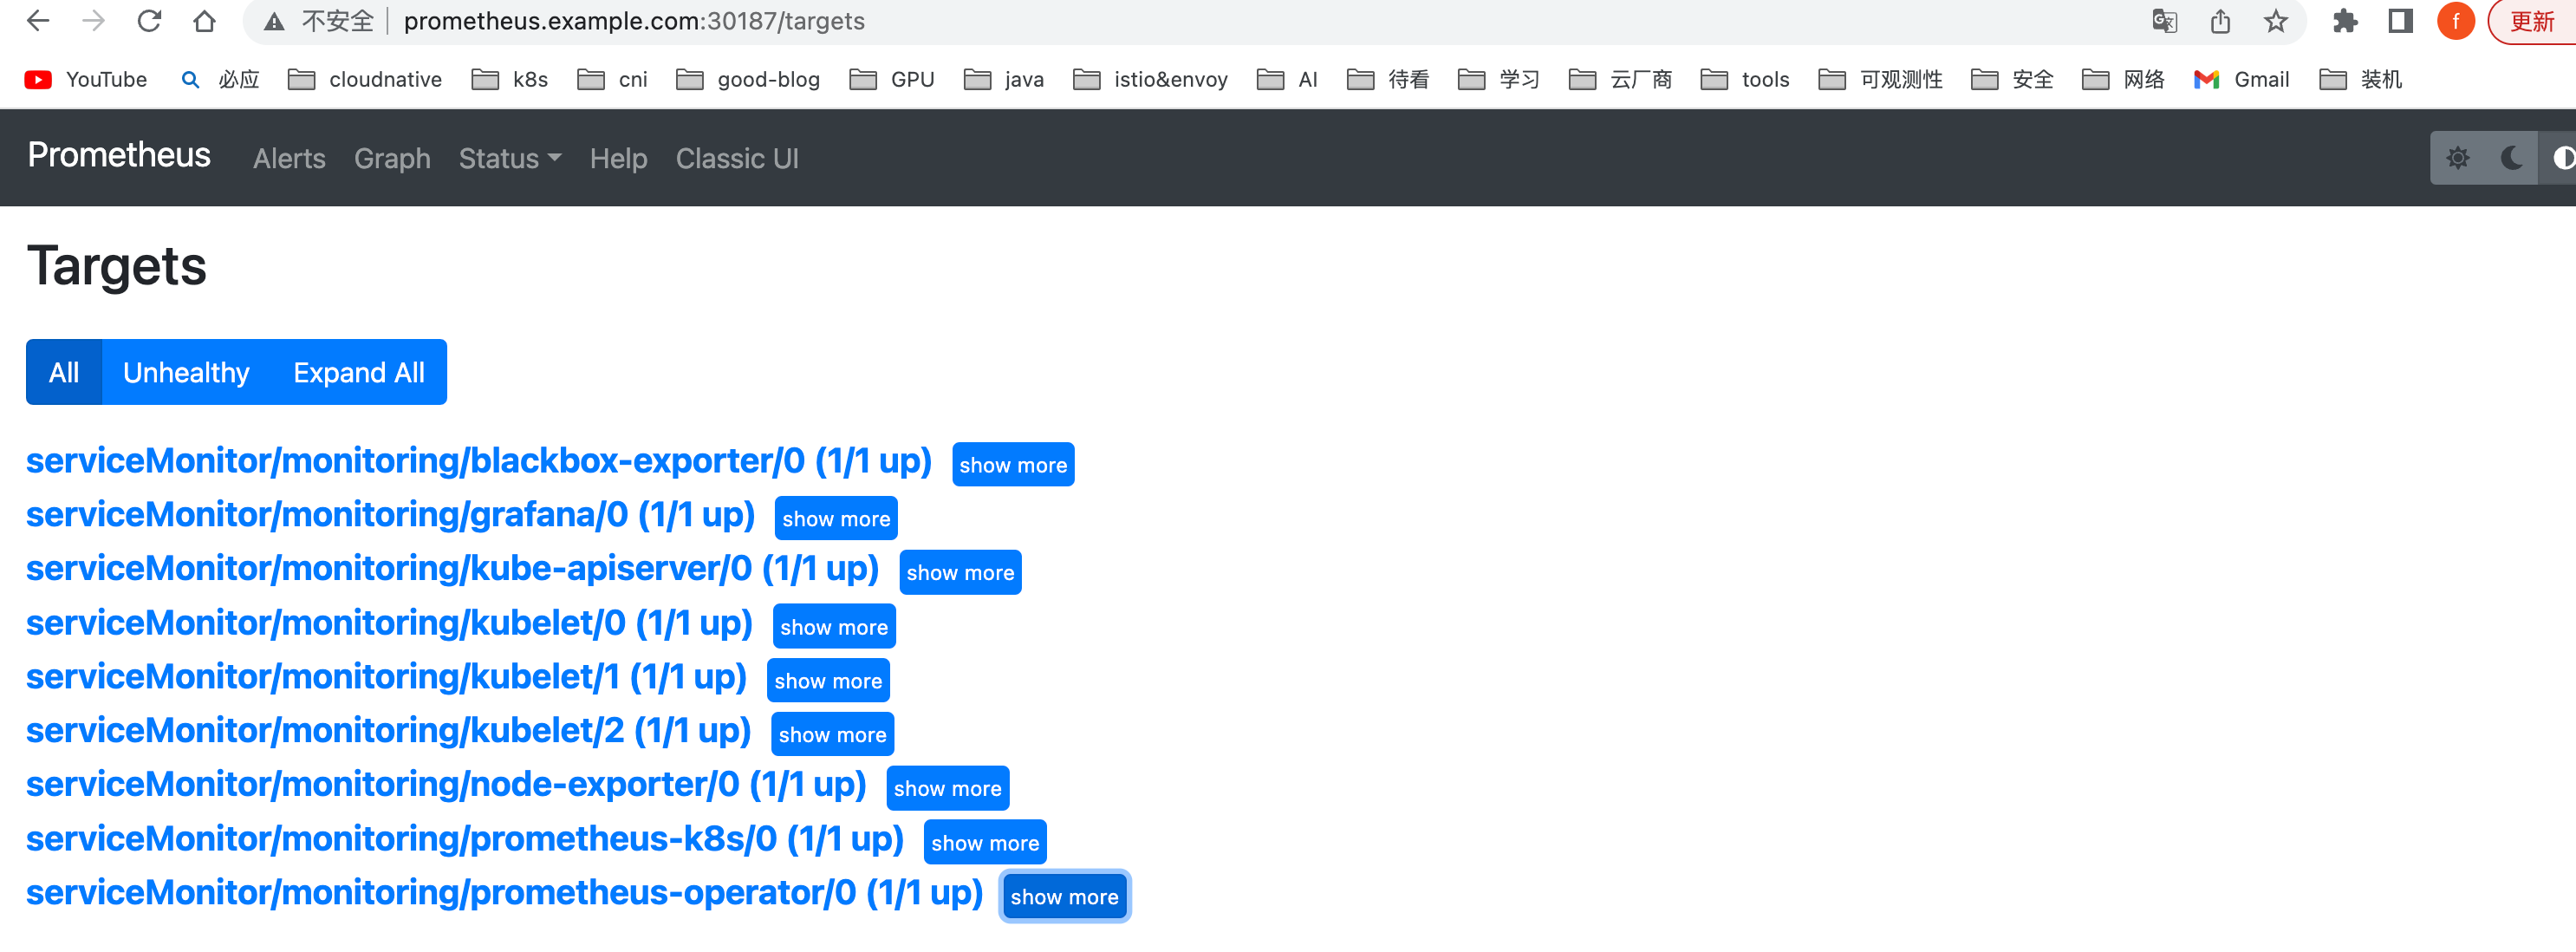 不安全 prometheus.example.com:30187/targets f 更新
YouTube 必应 cloudnative k8s cni good-blog GPU java istio&envoy AI 待看 学习 云厂商 tools 可观测性 安全 网络 Gmail 装机
Prometheus Alerts Graph Status Help Classic UI
Targets
All Unhealthy Expand All
serviceMonitor/monitoring/blackbox-exporter/0 (1/1 up) show more
serviceMonitor/monitoring/grafana/0 (1/1 up) show more
serviceMonitor/monitoring/kube-apiserver/0 (1/1 up) show more
serviceMonitor/monitoring/kubelet/0 (1/1 up) show more
serviceMonitor/monitoring/kubelet/1 (1/1 up) show more
serviceMonitor/monitoring/kubelet/2 (1/1 up) show more
serviceMonitor/monitoring/node-exporter/0 (1/1 up) show more
serviceMonitor/monitoring/prometheus-k8s/0 (1/1 up) show more
serviceMonitor/monitoring/prometheus-operator/0 (1/1 up) show more